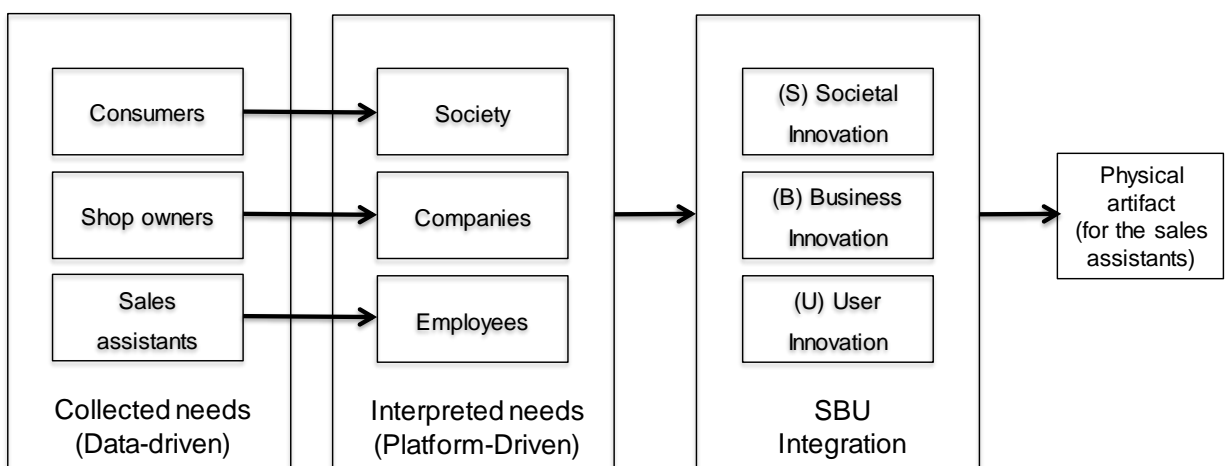 Consumers
Shop owners
Sales
assistants
Collected needs
(Data-driven)
Society
Companies
Employees
Interpreted needs
(Platform-Driven)
(S) Societal
Innovation
(B) Business
Innovation
(U) User
Innovation
SBU
Integration
Physical
artifact
(for the sales
assistants)